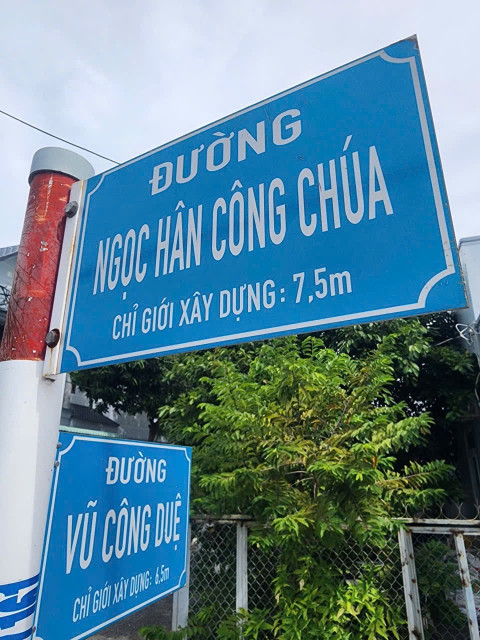 ĐƯỜNG
NGỌC HÂN CÔNG CHÚA
CHỈ GIỚI XÂY DỰNG: 7,5m
ĐƯỜNG
VŨ CÔNG DUỆ
CHỈ GIỚI XÂY DỰNG: 6,5m